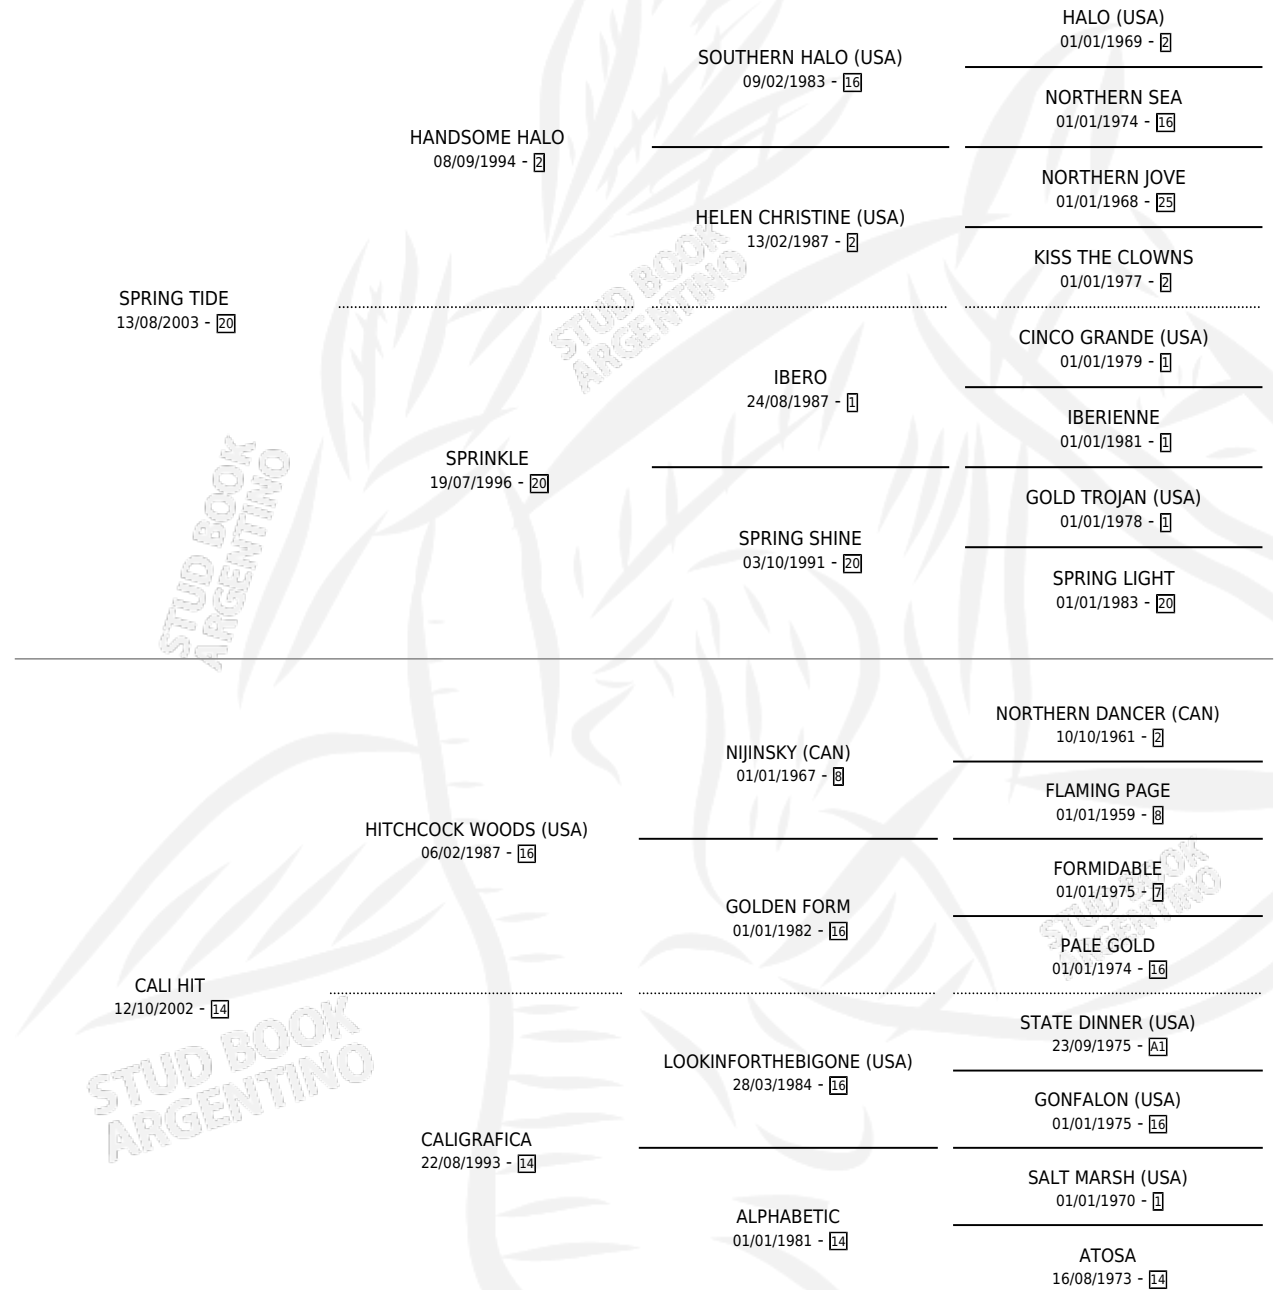 HALO (USA)
01/01/1969 - 2
SOUTHERN HALO (USA)
09/02/1983 - 16
NORTHERN SEA
01/01/1974 - 16
HANDSOME HALO
08/09/1994 - 2
NORTHERN JOVE
01/01/1968 - 25
HELEN CHRISTINE (USA)
13/02/1987 - 2
KISS THE CLOWNS
01/01/1977 - 2
SPRING TIDE
13/08/2003 - 20
STUD BOOK
ARGENTINO
CINCO GRANDE (USA)
01/01/1979 - 1
IBERO
24/08/1987 - 1
IBERIENNE
01/01/1981 - 1
SPRINKLE
19/07/1996 - 20
GOLD TROJAN (USA)
01/01/1978 - 1
SPRING SHINE
03/10/1991 - 20
SPRING LIGHT
01/01/1983 - 20
STUD BOOK
ARGENTINO
NORTHERN DANCER (CAN)
10/10/1961 - 2
NIJINSKY (CAN)
01/01/1967 - 8
FLAMING PAGE
01/01/1959 - 8
HITCHCOCK WOODS (USA)
06/02/1987 - 16
FORMIDABLE
01/01/1975 - 7
GOLDEN FORM
01/01/1982 - 16
STUD BOOK
ARGENTINO
PALE GOLD
01/01/1974 - 16
CALI HIT
12/10/2002 - 14
STUD BOOK
ARGENTINO
STATE DINNER (USA)
23/09/1975 - A1
LOOKINFORTHEBIGONE (USA)
28/03/1984 - 16
GONFALON (USA)
01/01/1975 - 16
CALIGRAFICA
22/08/1993 - 14
SALT MARSH (USA)
01/01/1970 - 1
ALPHABETIC
01/01/1981 - 14
ATOSA
16/08/1973 - 14